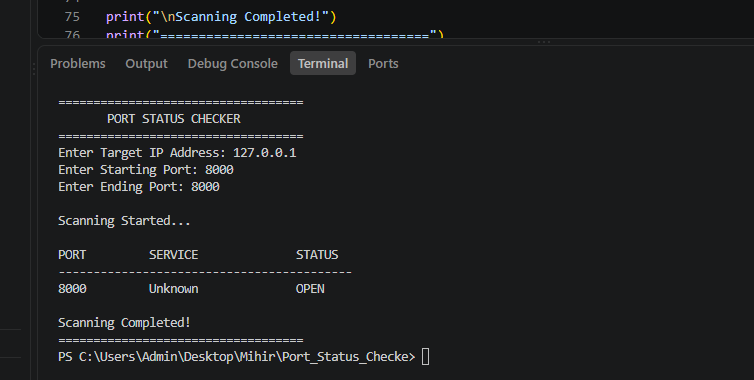 75 print("\nScanning Completed!")
76 print("===================================")
Problems Output Debug Console Terminal Ports
===================================
PORT STATUS CHECKER
===================================
Enter Target IP Address: 127.0.0.1
Enter Starting Port: 8000
Enter Ending Port: 8000
Scanning Started...
PORT SERVICE STATUS
------------------------------------------
8000 Unknown OPEN
Scanning Completed!
===================================
PS C:\Users\Admin\Desktop\Mihir\Port_Status_Checke>